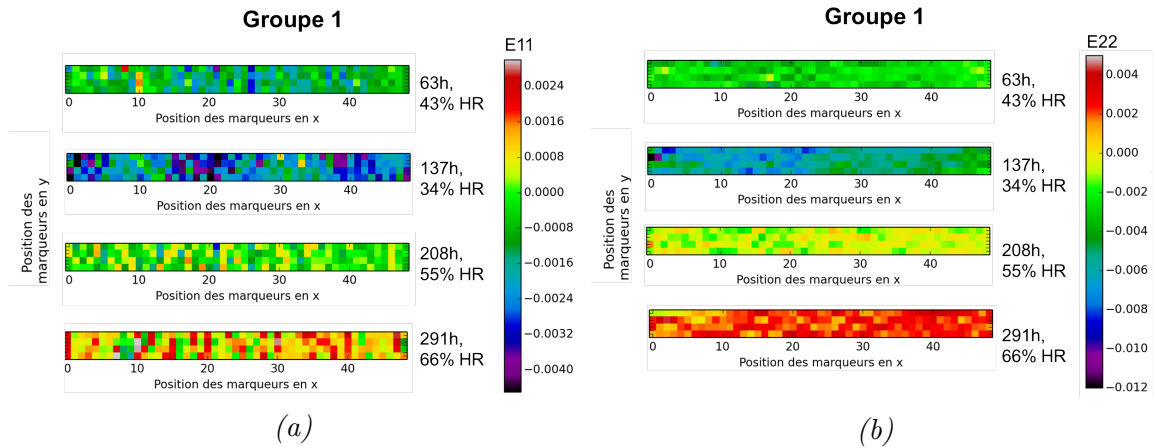 Groupe 1
E11
0 10 20 30 40
Position des marqueurs en x
63h,
43% HR
0 10 20 30 40
Position des marqueurs en x
137h,
34% HR
0 10 20 30 40
Position des marqueurs en x
208h,
55% HR
0 10 20 30 40
Position des marqueurs en x
291h,
66% HR
Position des
marqueurs en y
0.0024
0.0016
0.0008
0.0000
−0.0008
−0.0016
−0.0024
−0.0032
−0.0040
(a)
Groupe 1
E22
0 10 20 30 40
Position des marqueurs en x
63h,
43% HR
0 10 20 30 40
Position des marqueurs en x
137h,
34% HR
0 10 20 30 40
Position des marqueurs en x
208h,
55% HR
0 10 20 30 40
Position des marqueurs en x
291h,
66% HR
Position des
marqueurs en y
0.004
0.002
0.000
−0.002
−0.004
−0.006
−0.008
−0.010
−0.012
(b)